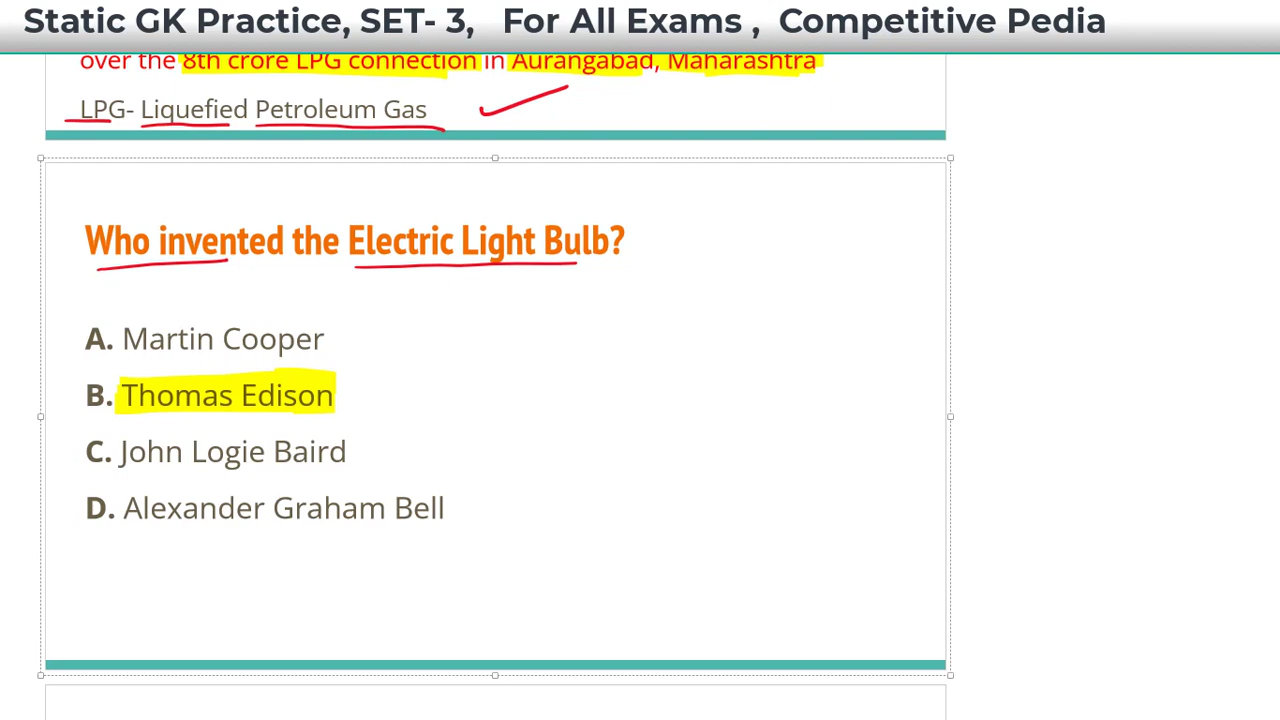 Static GK Practice, SET- 3, For All Exams , Competitive Pedia
over the 8th crore LPG connection in Aurangabad, Maharashtra
LPG- Liquefied Petroleum Gas
Who invented the Electric Light Bulb?
A. Martin Cooper
B. Thomas Edison
C. John Logie Baird
D. Alexander Graham Bell